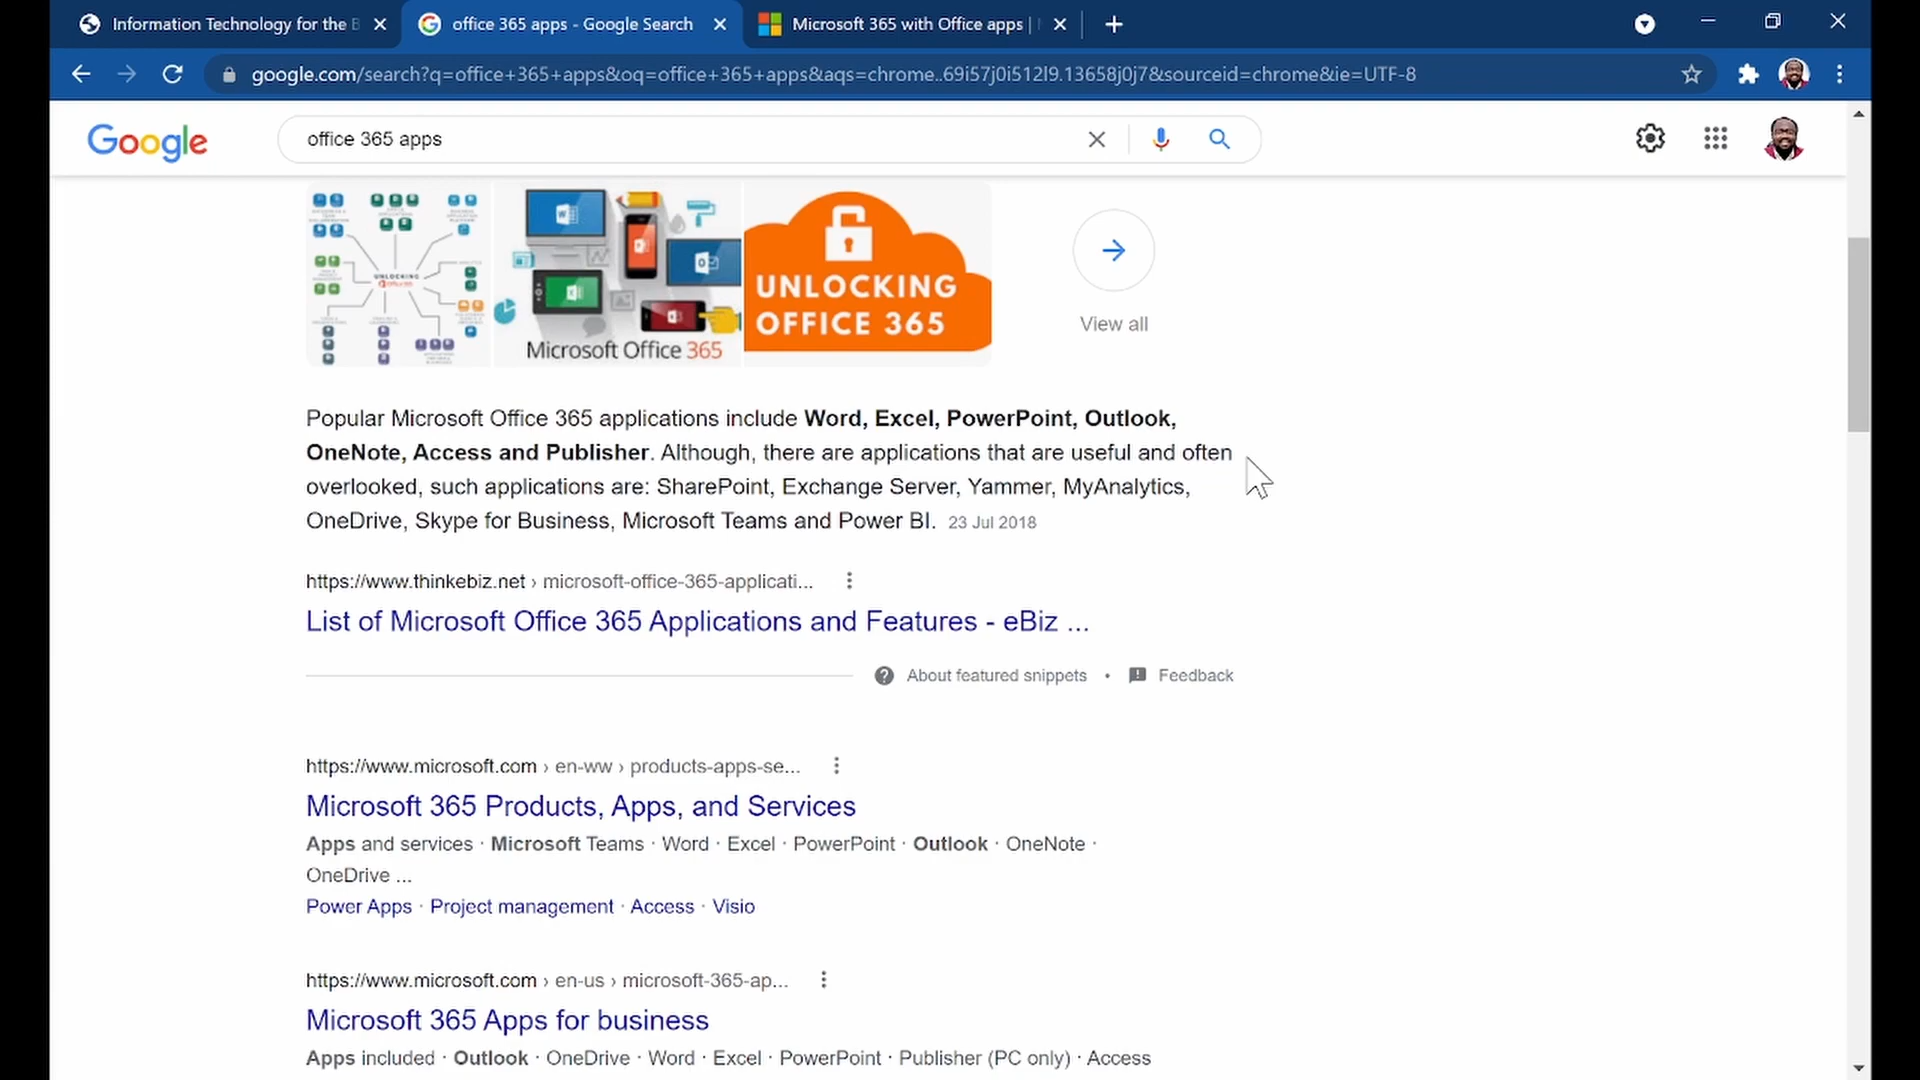 Information Technology for the B
office 365 apps - Google Search
Microsoft 365 with Office apps |
google.com/search?q=office+365+apps&oq=office+365+apps&aqs=chrome..69i57j0i512l9.13658j0j7&sourceid=chrome&ie=UTF-8
Google
office 365 apps
UNLOCKING
Microsoft Office 365
UNLOCKING
OFFICE 365
View all
Popular Microsoft Office 365 applications include Word, Excel, PowerPoint, Outlook,
OneNote, Access and Publisher. Although, there are applications that are useful and often
overlooked, such applications are: SharePoint, Exchange Server, Yammer, MyAnalytics,
OneDrive, Skype for Business, Microsoft Teams and Power BI. 23 Jul 2018
https://www.thinkebiz.net › microsoft-office-365-applicati...
List of Microsoft Office 365 Applications and Features - eBiz ...
About featured snippets • Feedback
https://www.microsoft.com › en-ww › products-apps-se...
Microsoft 365 Products, Apps, and Services
Apps and services · Microsoft Teams · Word · Excel · PowerPoint · Outlook · OneNote ·
OneDrive ...
Power Apps · Project management · Access · Visio
https://www.microsoft.com › en-us › microsoft-365-ap...
Microsoft 365 Apps for business
Apps included · Outlook · OneDrive · Word · Excel · PowerPoint · Publisher (PC only) · Access